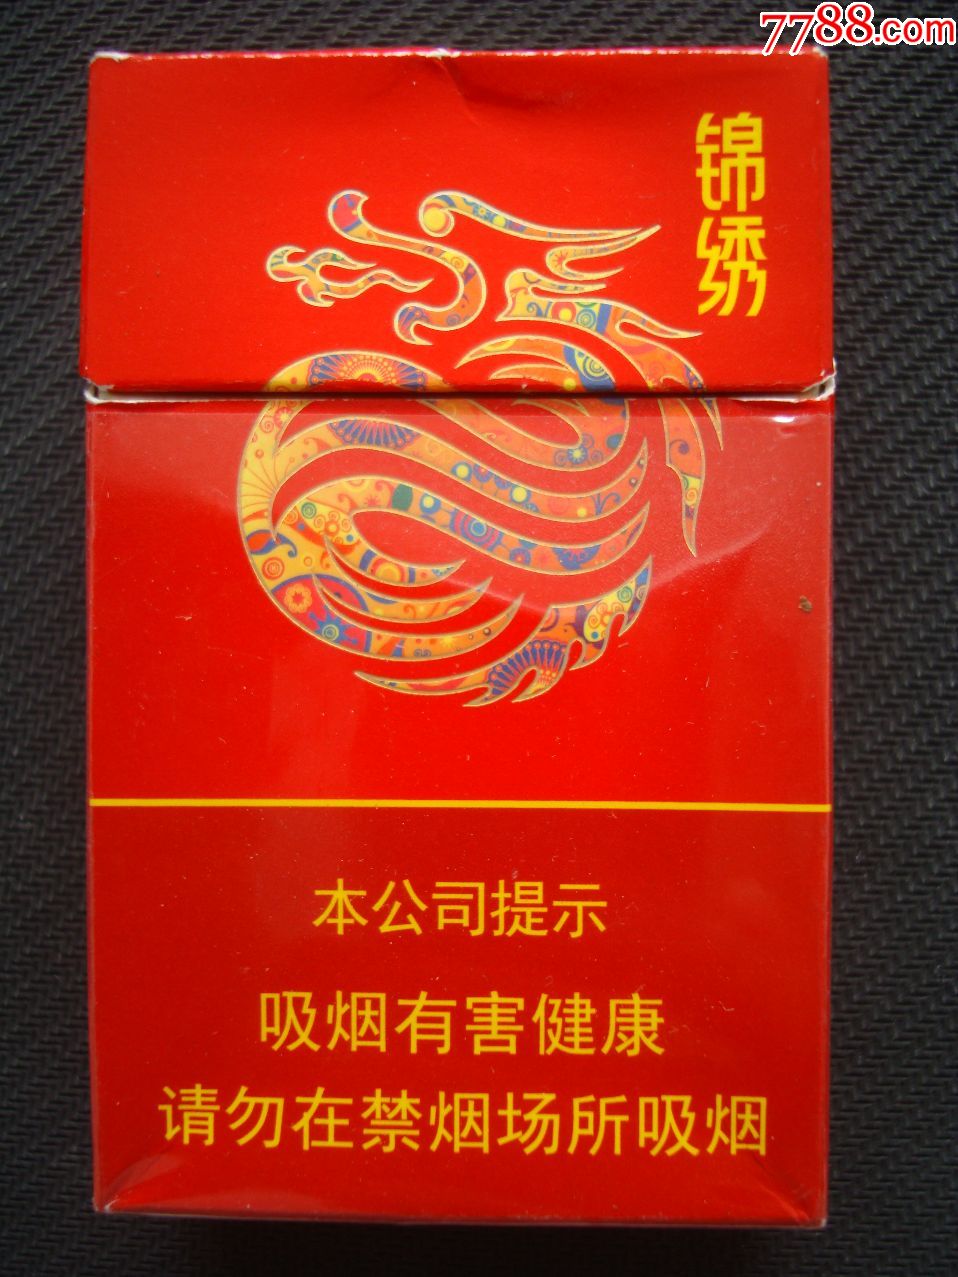 7788.com
锦绣
本公司提示
吸烟有害健康
请勿在禁烟场所吸烟